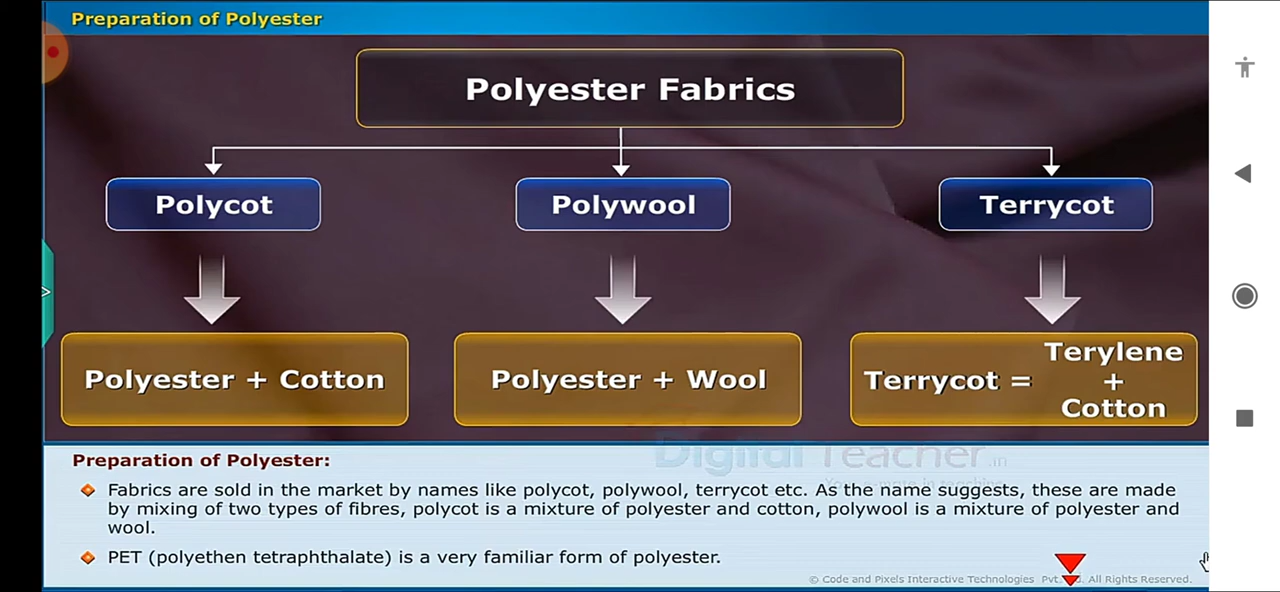 Preparation of Polyester
Polyester Fabrics
Polycot
Polywool
Terrycot
Polyester + Cotton
Polyester + Wool
Terrycot =
Terylene
+
Cotton
Digital Teacher.in
Preparation of Polyester:
Fabrics are sold in the market by names like polycot, polywool, terrycot etc. As the name suggests, these are made
by mixing of two types of fibres, polycot is a mixture of polyester and cotton, polywool is a mixture of polyester and
wool.
PET (polyethen tetraphthalate) is a very familiar form of polyester.
© Code and Pixels Interactive Technologies Pvt. All Rights Reserved.